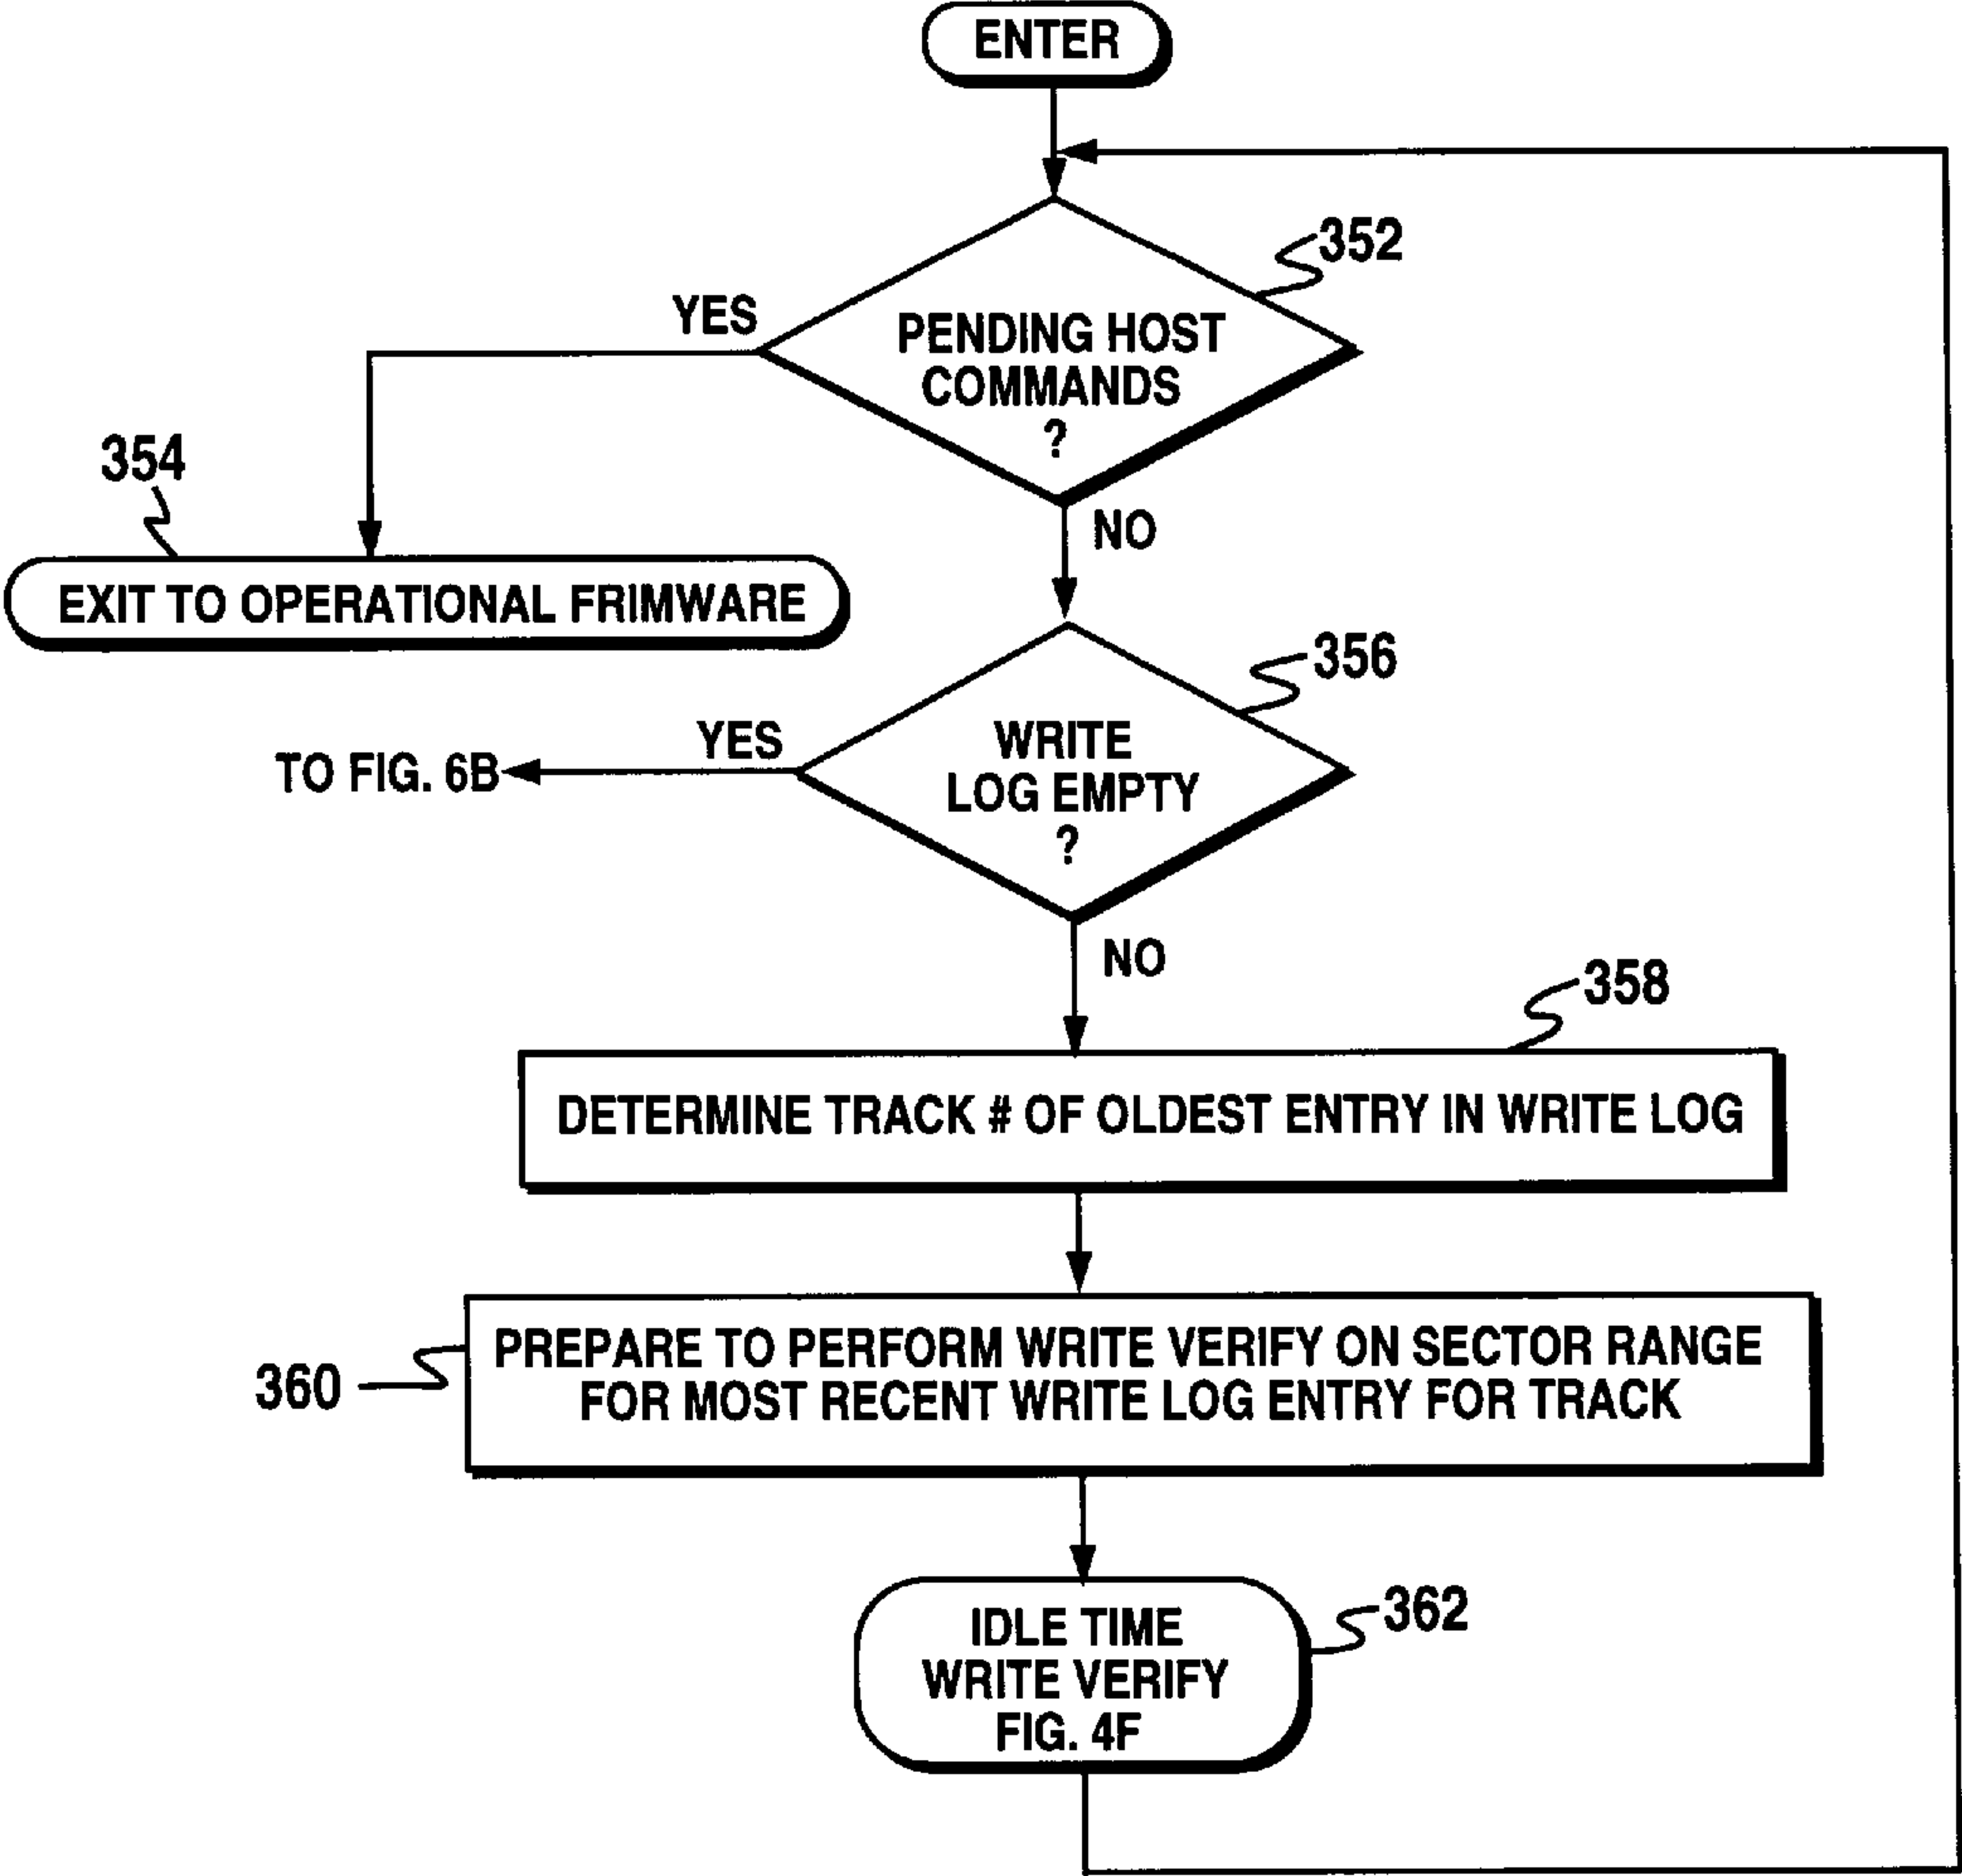 ENTER
352
YES
PENDING HOST
COMMANDS
?
354
NO
EXIT TO OPERATIONAL FRIMWARE
356
YES
WRITE
LOG EMPTY
?
TO FIG. 6B
NO
358
DETERMINE TRACK # OF OLDEST ENTRY IN WRITE LOG
PREPARE TO PERFORM WRITE VERIFY ON SECTOR RANGE
FOR MOST RECENT WRITE LOG ENTRY FOR TRACK
360
362
IDLE TIME
WRITE VERIFY
FIG. 4F